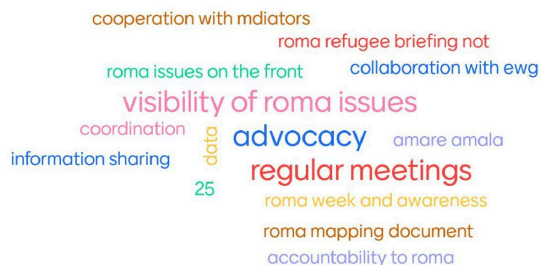 cooperation with mdiators
roma refugee briefing not
roma issues on the front
collaboration with ewg
visibility of roma issues
coordination
data
advocacy
amare amala
information sharing
regular meetings
25
roma week and awareness
roma mapping document
accountability to roma